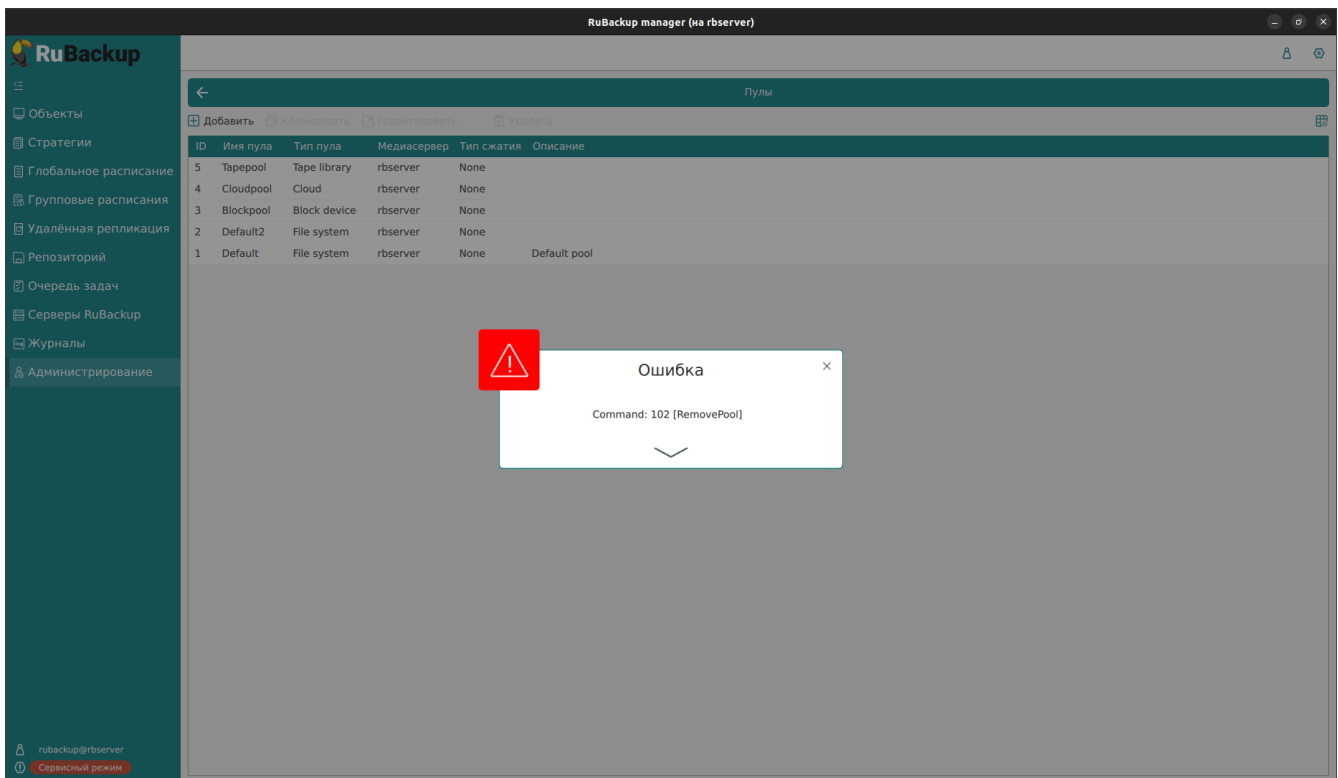 RuBackup manager (на rbserver)
RuBackup
Объекты
Стратегии
Глобальное расписание
Групповые расписания
Удалённая репликация
Репозиторий
Очередь задач
Серверы RuBackup
Журналы
Администрирование
Пулы
Добавить Клонировать Редактировать Удалить
ID Имя пула Тип пула Медиасервер Тип сжатия Описание
5 Tapepool Tape library rbserver None
4 Cloudpool Cloud rbserver None
3 Blockpool Block device rbserver None
2 Default2 File system rbserver None
1 Default File system rbserver None Default pool
Ошибка
Command: 102 [RemovePool]
rubackup@rbserver
Сервисный режим